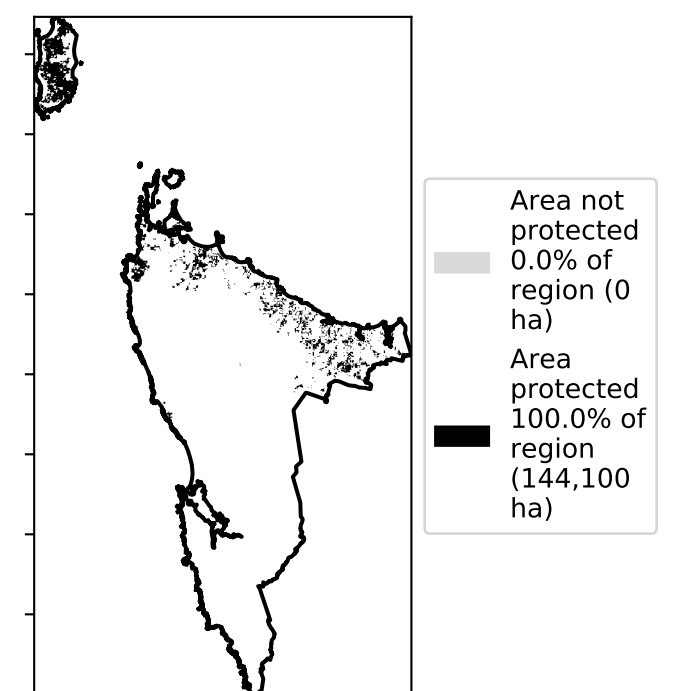 Area not
protected
0.0% of
region (0
ha)
Area
protected
100.0% of
region
(144,100
ha)